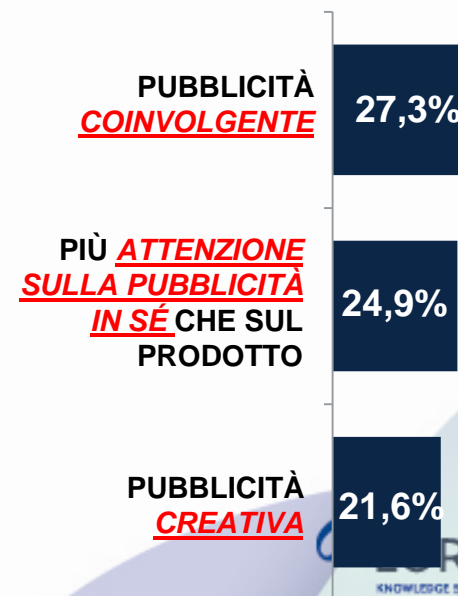 PUBBLICITÀ
COINVOLGENTE
27,3%
PIÙ ATTENZIONE
SULLA PUBBLICITÀ
IN SÉ CHE SUL
PRODOTTO
24,9%
PUBBLICITÀ
CREATIVA
21,6%
KNOWLEDGE